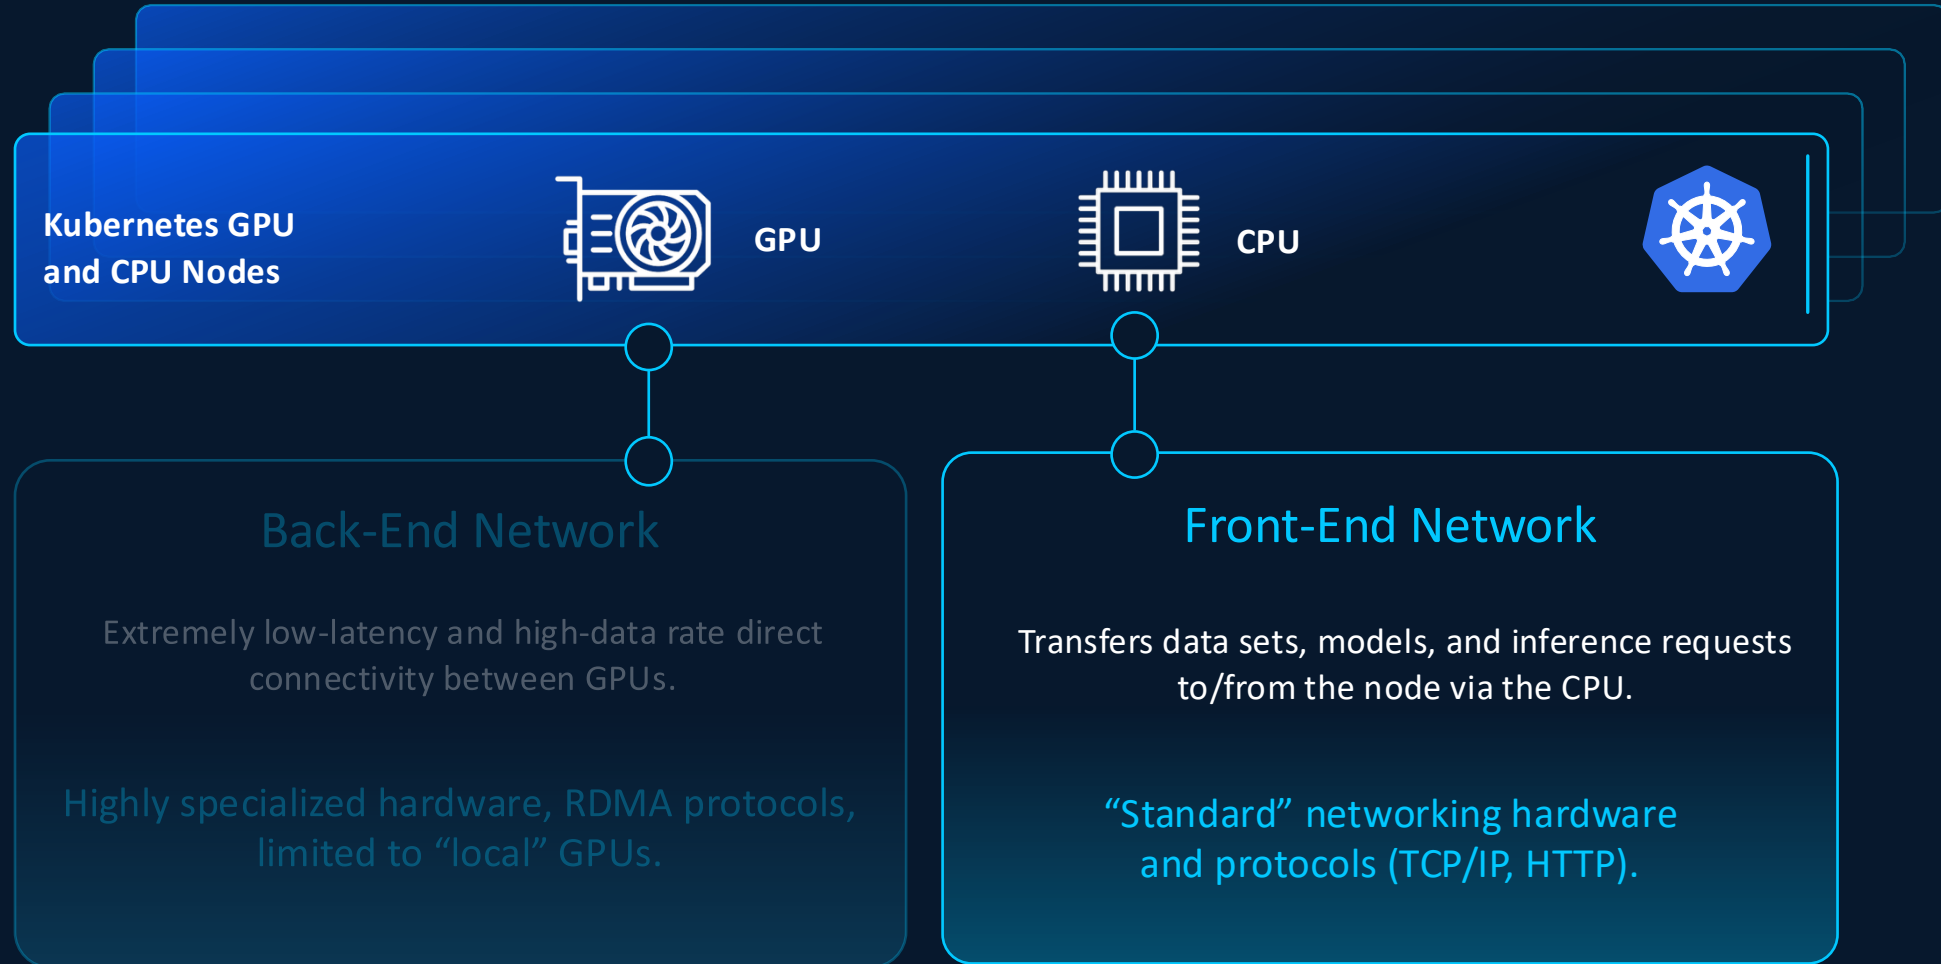 Kubernetes GPU
and CPU Nodes
GPU
CPU
Back-End Network
Extremely low-latency and high-data rate direct
connectivity between GPUs.
Highly specialized hardware, RDMA protocols,
limited to “local” GPUs.
Front-End Network
Transfers data sets, models, and inference requests
to/from the node via the CPU.
“Standard” networking hardware
and protocols (TCP/IP, HTTP).